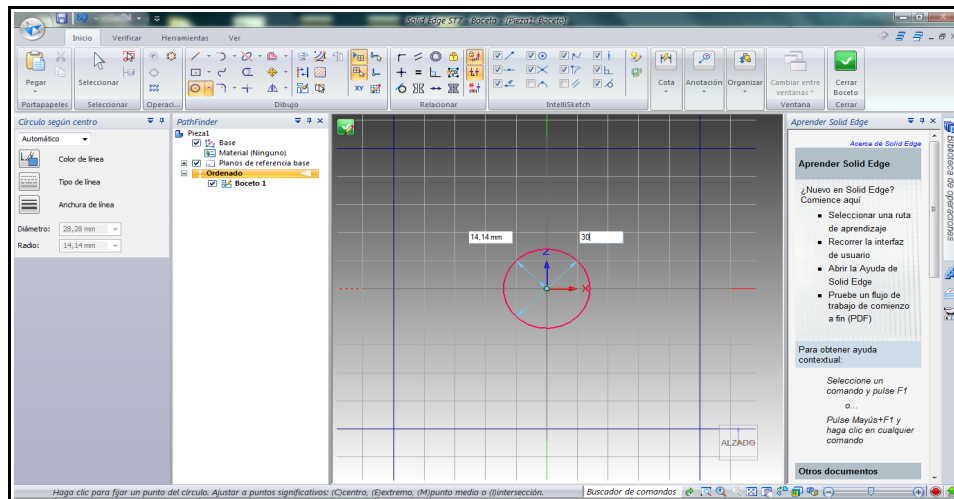 Solid Edge ST7 - Boceto - [Pieza1: Boceto]
Inicio Verificar Herramientas Ver
Pegar
Seleccionar
XY
Cota
Anotación
Organizar
Cambiar entre
ventanas
Cerrar
Boceto
Portapapeles Seleccionar Operaci... Dibujo Relacionar IntelliSketch Ventana Cerrar
Círculo según centro
Automático
Color de línea
Tipo de línea
Anchura de línea
Diámetro: 28,28 mm
Radio: 14,14 mm
PathFinder
Pieza1
Base
Material (Ninguno)
Planos de referencia base
Ordenado
Boceto 1
14,14 mm 30
Z
X
ALZADO
Aprender Solid Edge
Acerca de Solid Edge
Aprender Solid Edge
¿Nuevo en Solid Edge?
Comience aquí
Seleccionar una ruta
de aprendizaje
Recorrer la interfaz
de usuario
Abrir la Ayuda de
Solid Edge
Pruebe un flujo de
trabajo de comienzo
a fin (PDF)
Para obtener ayuda
contextual:
Seleccione un
comando y pulse F1
o...
Pulse Mayús+F1 y
haga clic en cualquier
comando
Otros documentos
Biblioteca de operaciones
Haga clic para fijar un punto del círculo. Ajustar a puntos significativos: (C)centro, (E)extremo, (M)punto medio o (I)intersección.
Buscador de comandos